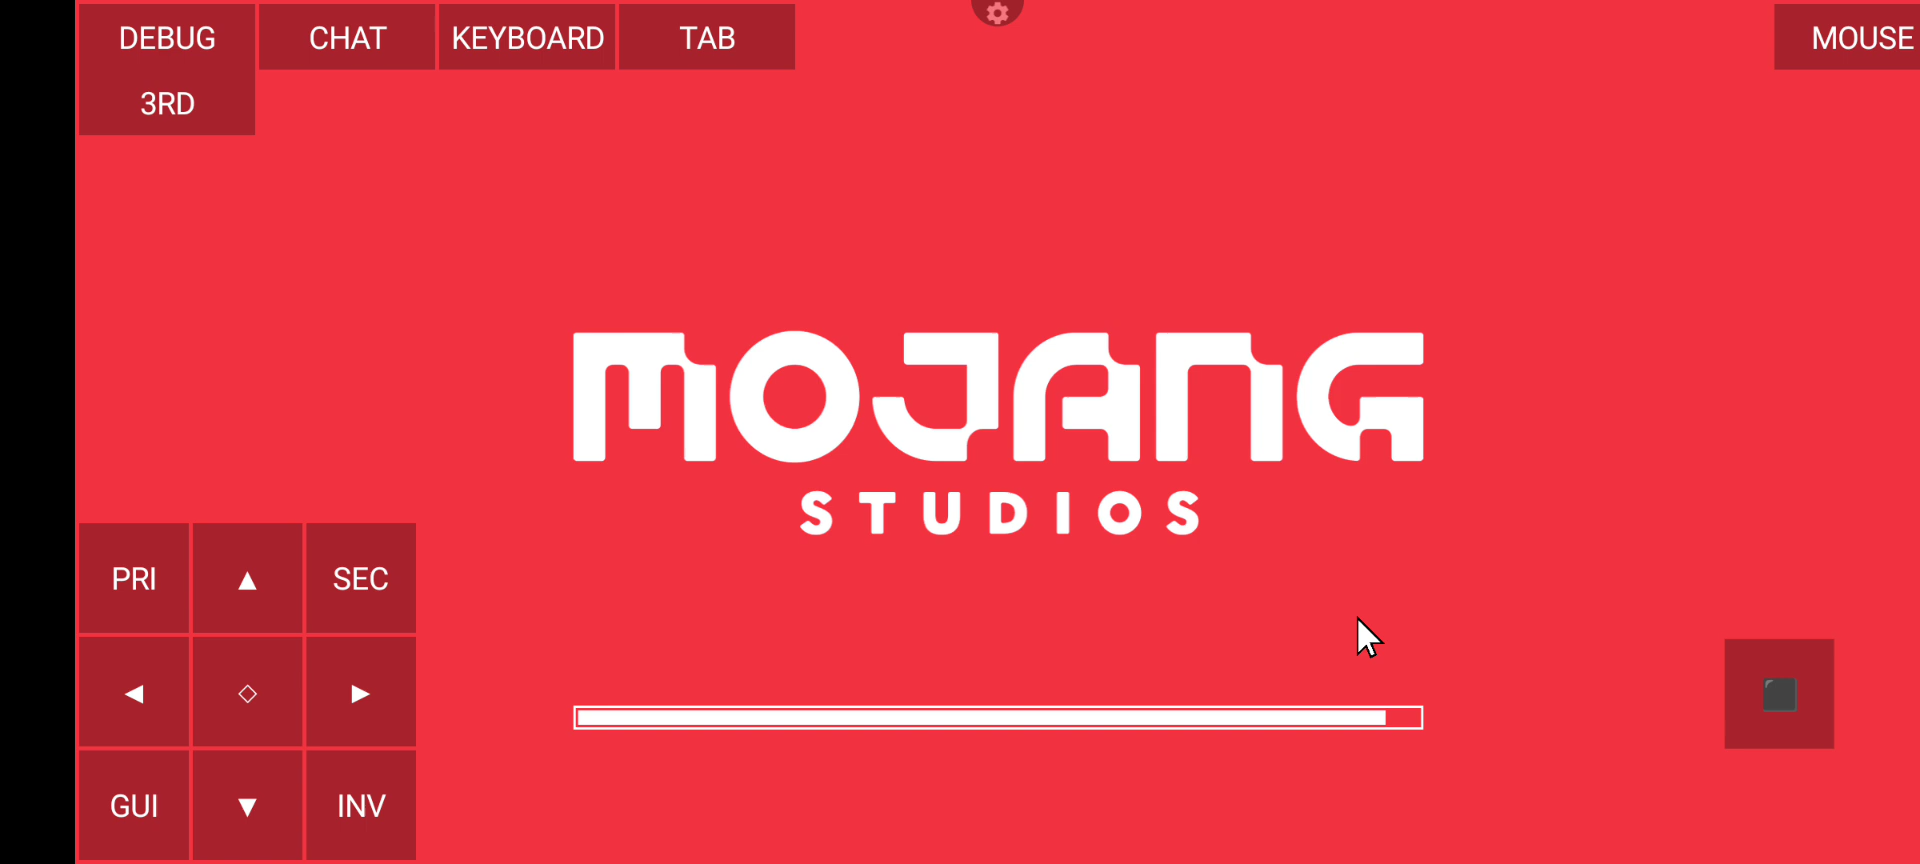 DEBUG CHAT KEYBOARD TAB MOUSE
3RD
MOJANG
STUDIOS
PRI ▲ SEC
◀ ◇ ▶
GUI ▼ INV